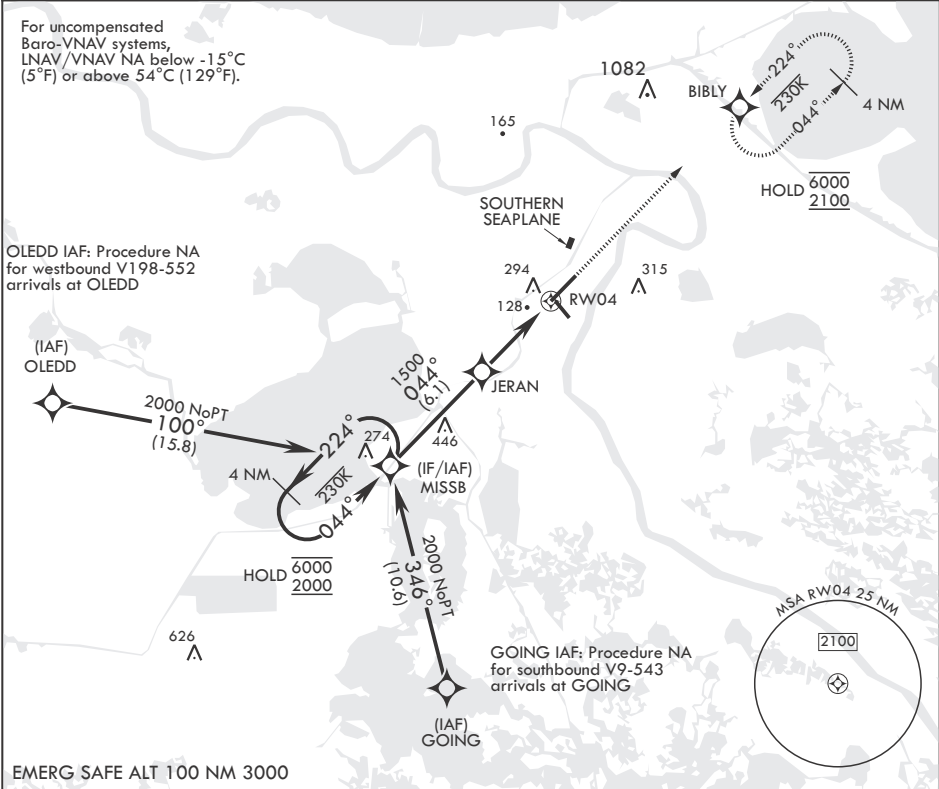 For uncompensated
Baro-VNAV systems,
LNAV/VNAV NA below -15°C
(5°F) or above 54°C (129°F).
1082
BIBLY
224°
230K
044°
4 NM
165
HOLD 6000
2100
SOUTHERN
SEAPLANE
OLEDD IAF: Procedure NA
for westbound V198-552
arrivals at OLEDD
294
315
128
RW04
(IAF)
OLEDD
1500
044°
(6.1)
JERAN
2000 NoPT
100°
(15.8)
224°
274
446
4 NM
230K
(IF/IAF)
MISSB
044°
HOLD 6000
2000
2000 NoPT
346°
(10.6)
MSA RW04 25 NM
2100
626
GOING IAF: Procedure NA
for southbound V9-543
arrivals at GOING
(IAF)
GOING
EMERG SAFE ALT 100 NM 3000